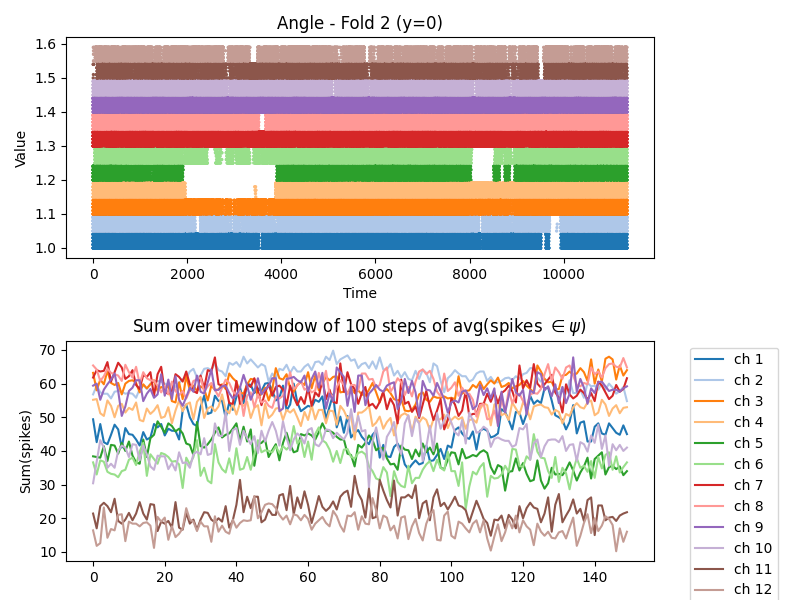 Angle - Fold 2 (y=0)
1.6
1.5
1.4
1.3
1.2
1.1
1.0
Value
0 2000 4000 6000 8000 10000
Time
Sum over timewindow of 100 steps of avg(spikes ∈ψ)
70
60
50
40
30
20
10
Sum(spikes)
0 20 40 60 80 100 120 140
ch 1
ch 2
ch 3
ch 4
ch 5
ch 6
ch 7
ch 8
ch 9
ch 10
ch 11
ch 12